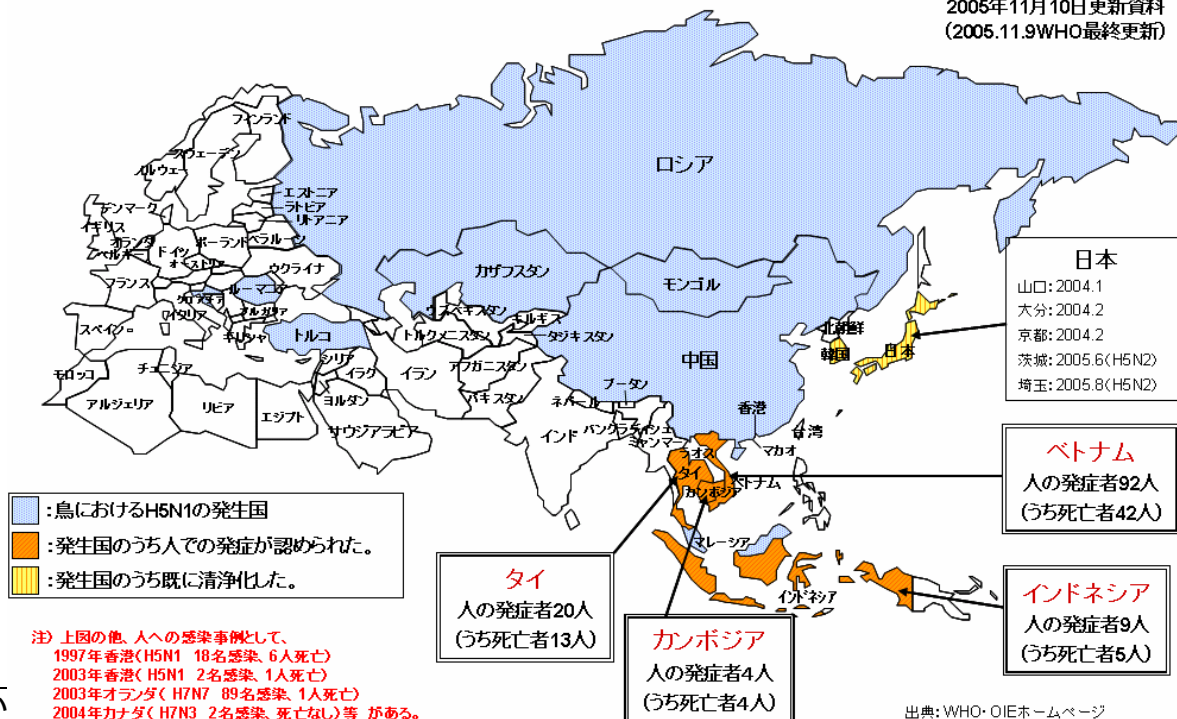 2005年11月10日更新資料
(2005.11.9WHO最終更新)
フィンランド
スウェーデン
ノルウェー
ロシア
エストニア
ラトビア
リトアニア
デンマーク
イギリス
オランダ
ベルギー
ドイツ
ポーランド
ベラルーシ
オーストリア
ウクライナ
フランス
カザフスタン
モンゴル
クロアチア
ルーマニア
イタリア
ブルガリア
スペイン
ギリシャ
トルコ
ウズベキスタン
キルギス
トルクメニスタン
タジキスタン
北朝鮮
韓国
日本
中国
シリア
イラク
イラン
アフガニスタン
モロッコ
チュニジア
ヨルダン
パキスタン
ネパール
ブータン
アルジェリア
リビア
エジプト
サウジアラビア
インド
バングラディシュ
ミャンマー
香港
マカオ
台湾
ラオス
タイ
ベトナム
カンボジア
マレーシア
インドネシア
日本
山口:2004.1
大分:2004.2
京都:2004.2
茨城:2005.6(H5N2)
埼玉:2005.8(H5N2)
ベトナム
人の発症者92人
(うち死亡者42人)
インドネシア
人の発症者9人
(うち死亡者5人)
タイ
人の発症者20人
(うち死亡者13人)
カンボジア
人の発症者4人
(うち死亡者4人)
:鳥におけるH5N1の発生国
:発生国のうち人での発症が認められた。
:発生国のうち既に清浄化した。
注) 上図の他、人への感染事例として、
1997年香港(H5N1 18名感染、6人死亡)
2003年香港(H5N1 2名感染、1人死亡)
2003年オランダ(H7N7 89名感染、1人死亡)
2004年カナダ(H7N3 2名感染、死亡なし)等 がある。
出典:WHO・OIEホームページ